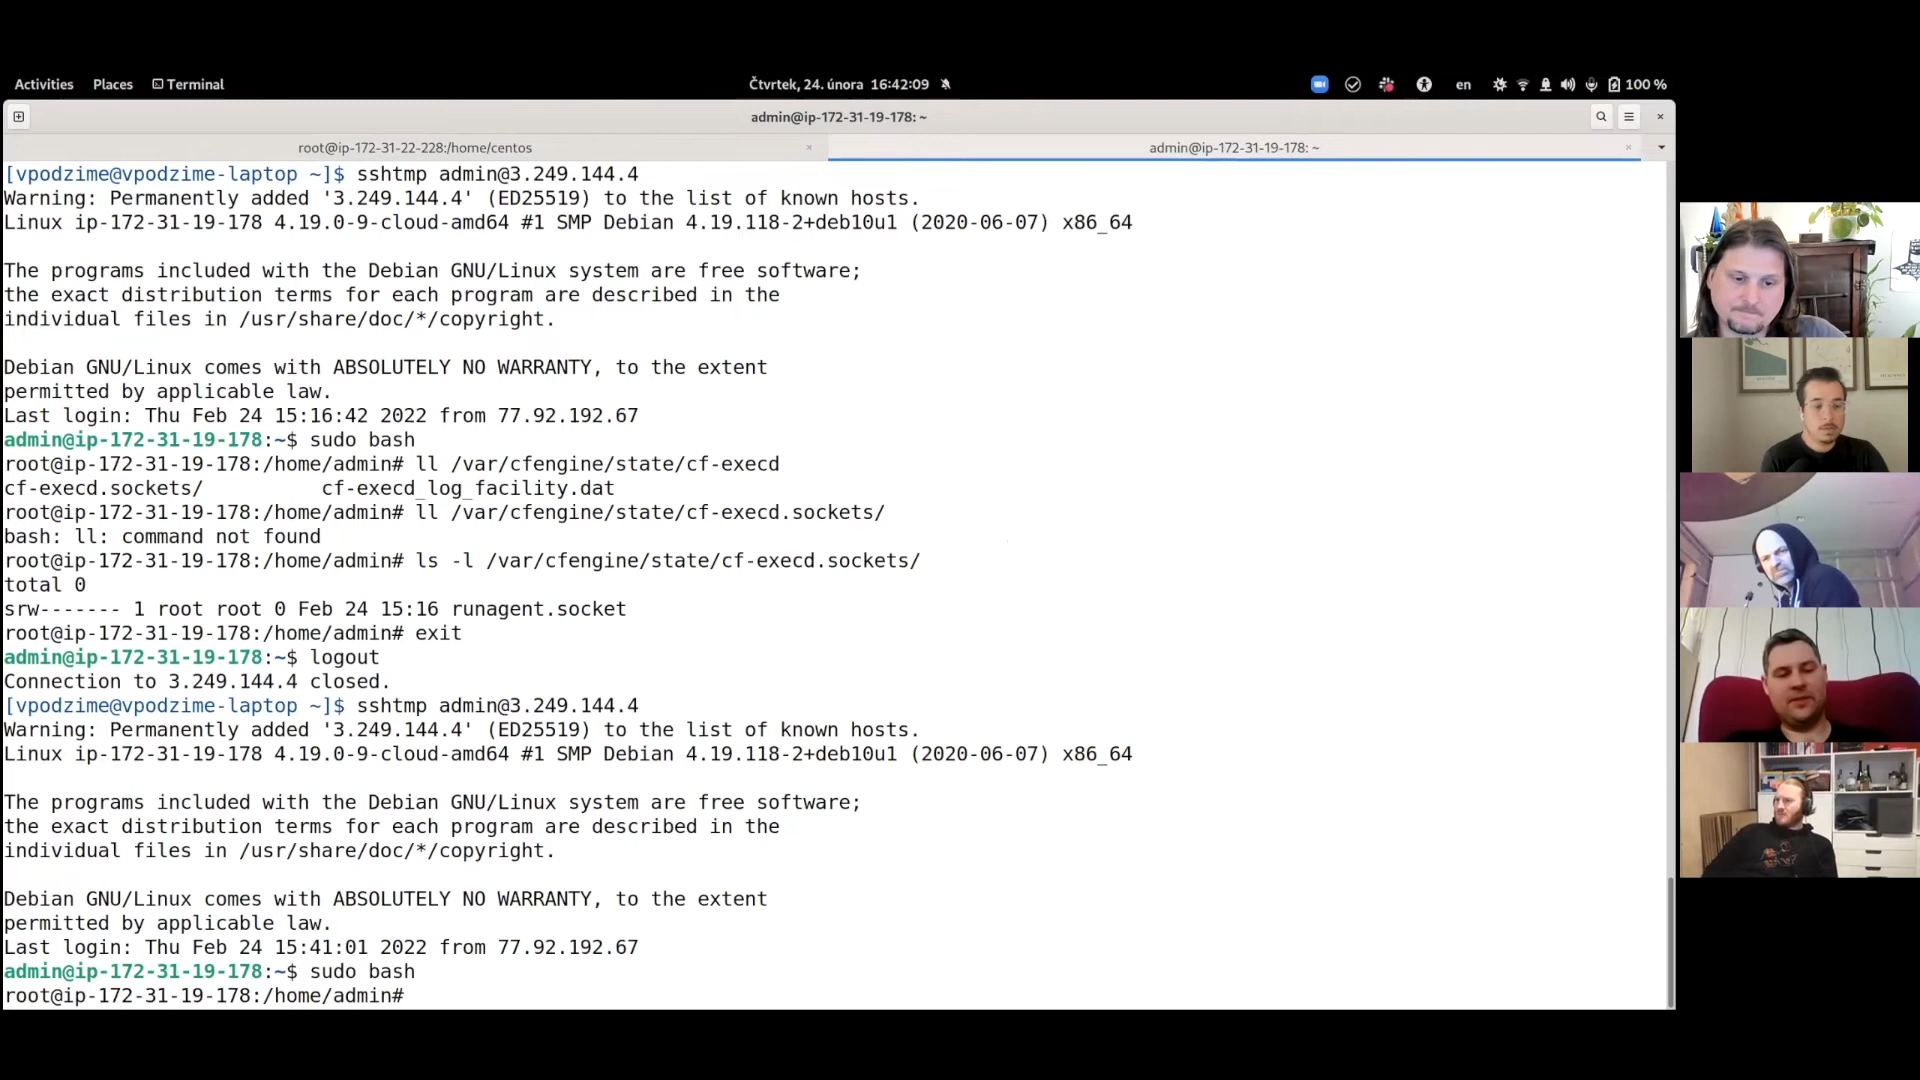 Activities Places Terminal Čtvrtek, 24. února 16:42:09 en 100 %
admin@ip-172-31-19-178: ~
root@ip-172-31-22-228:/home/centos admin@ip-172-31-19-178: ~
[vpodzime@vpodzime-laptop ~]$ sshtmp admin@3.249.144.4
Warning: Permanently added '3.249.144.4' (ED25519) to the list of known hosts.
Linux ip-172-31-19-178 4.19.0-9-cloud-amd64 #1 SMP Debian 4.19.118-2+deb10u1 (2020-06-07) x86_64
The programs included with the Debian GNU/Linux system are free software;
the exact distribution terms for each program are described in the
individual files in /usr/share/doc/*/copyright.
Debian GNU/Linux comes with ABSOLUTELY NO WARRANTY, to the extent
permitted by applicable law.
Last login: Thu Feb 24 15:16:42 2022 from 77.92.192.67
admin@ip-172-31-19-178:~$ sudo bash
root@ip-172-31-19-178:/home/admin# ll /var/cfengine/state/cf-execd
cf-execd.sockets/ cf-execd_log_facility.dat
root@ip-172-31-19-178:/home/admin# ll /var/cfengine/state/cf-execd.sockets/
bash: ll: command not found
root@ip-172-31-19-178:/home/admin# ls -l /var/cfengine/state/cf-execd.sockets/
total 0
srw------- 1 root root 0 Feb 24 15:16 runagent.socket
root@ip-172-31-19-178:/home/admin# exit
admin@ip-172-31-19-178:~$ logout
Connection to 3.249.144.4 closed.
[vpodzime@vpodzime-laptop ~]$ sshtmp admin@3.249.144.4
Warning: Permanently added '3.249.144.4' (ED25519) to the list of known hosts.
Linux ip-172-31-19-178 4.19.0-9-cloud-amd64 #1 SMP Debian 4.19.118-2+deb10u1 (2020-06-07) x86_64
The programs included with the Debian GNU/Linux system are free software;
the exact distribution terms for each program are described in the
individual files in /usr/share/doc/*/copyright.
Debian GNU/Linux comes with ABSOLUTELY NO WARRANTY, to the extent
permitted by applicable law.
Last login: Thu Feb 24 15:41:01 2022 from 77.92.192.67
admin@ip-172-31-19-178:~$ sudo bash
root@ip-172-31-19-178:/home/admin#